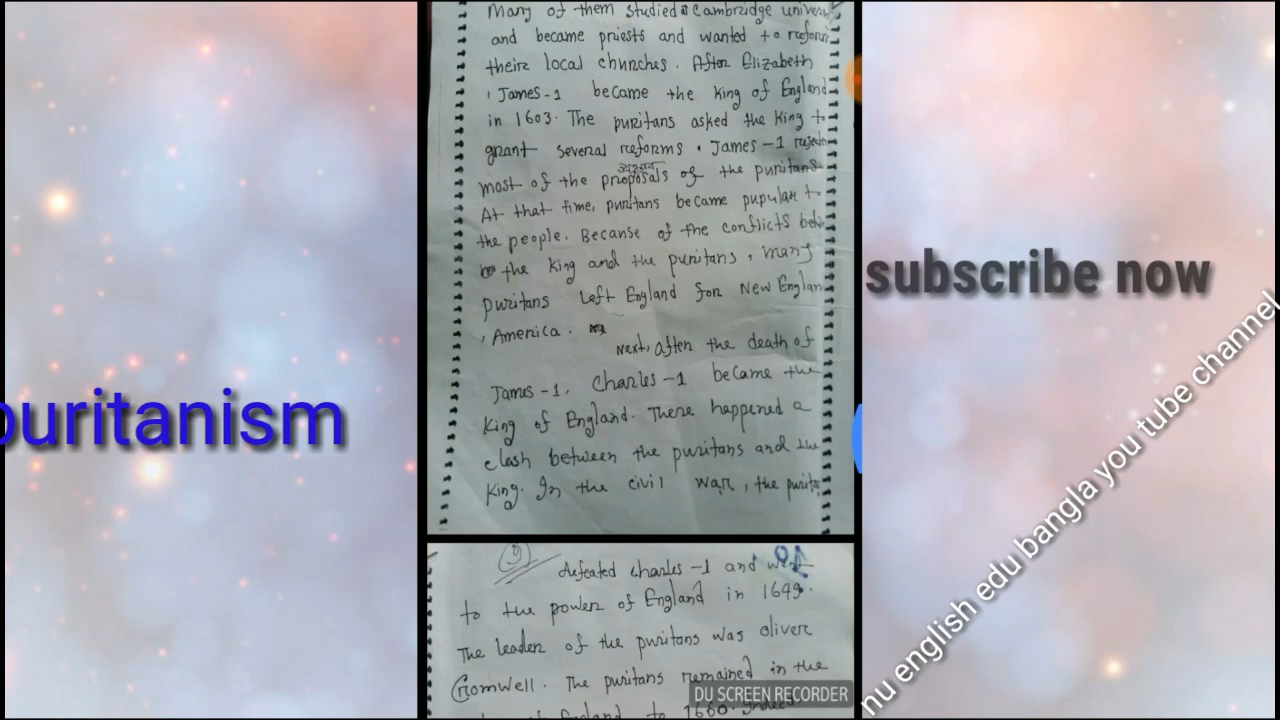 puritanism
Many of them studied Cambridge univers
and became priests and wanted to reform
their local churches. After Elizabeth
, James-1 became the king of England
in 1603. The puritans asked the King to
grant several reforms. James-1 rejecte
most of the proposals of the puritans.
At that time, puritans became pupular to
the people. Because of the conflicts betw
the king and the puritans, many
puritans Left England for New Englan
, America.
Next, after the death of
James-1, Charles-1 became the
King of England. There happened a
clash between the puritans and the
King. In the civil war, the purita
defeated charles-1 and went
to the power of England in 1649.
The leader of the puritans was oliver
Cromwell. The puritans remained in the
of England to 1660.
DU SCREEN RECORDER
subscribe now
nu english edu bangla you tube channel